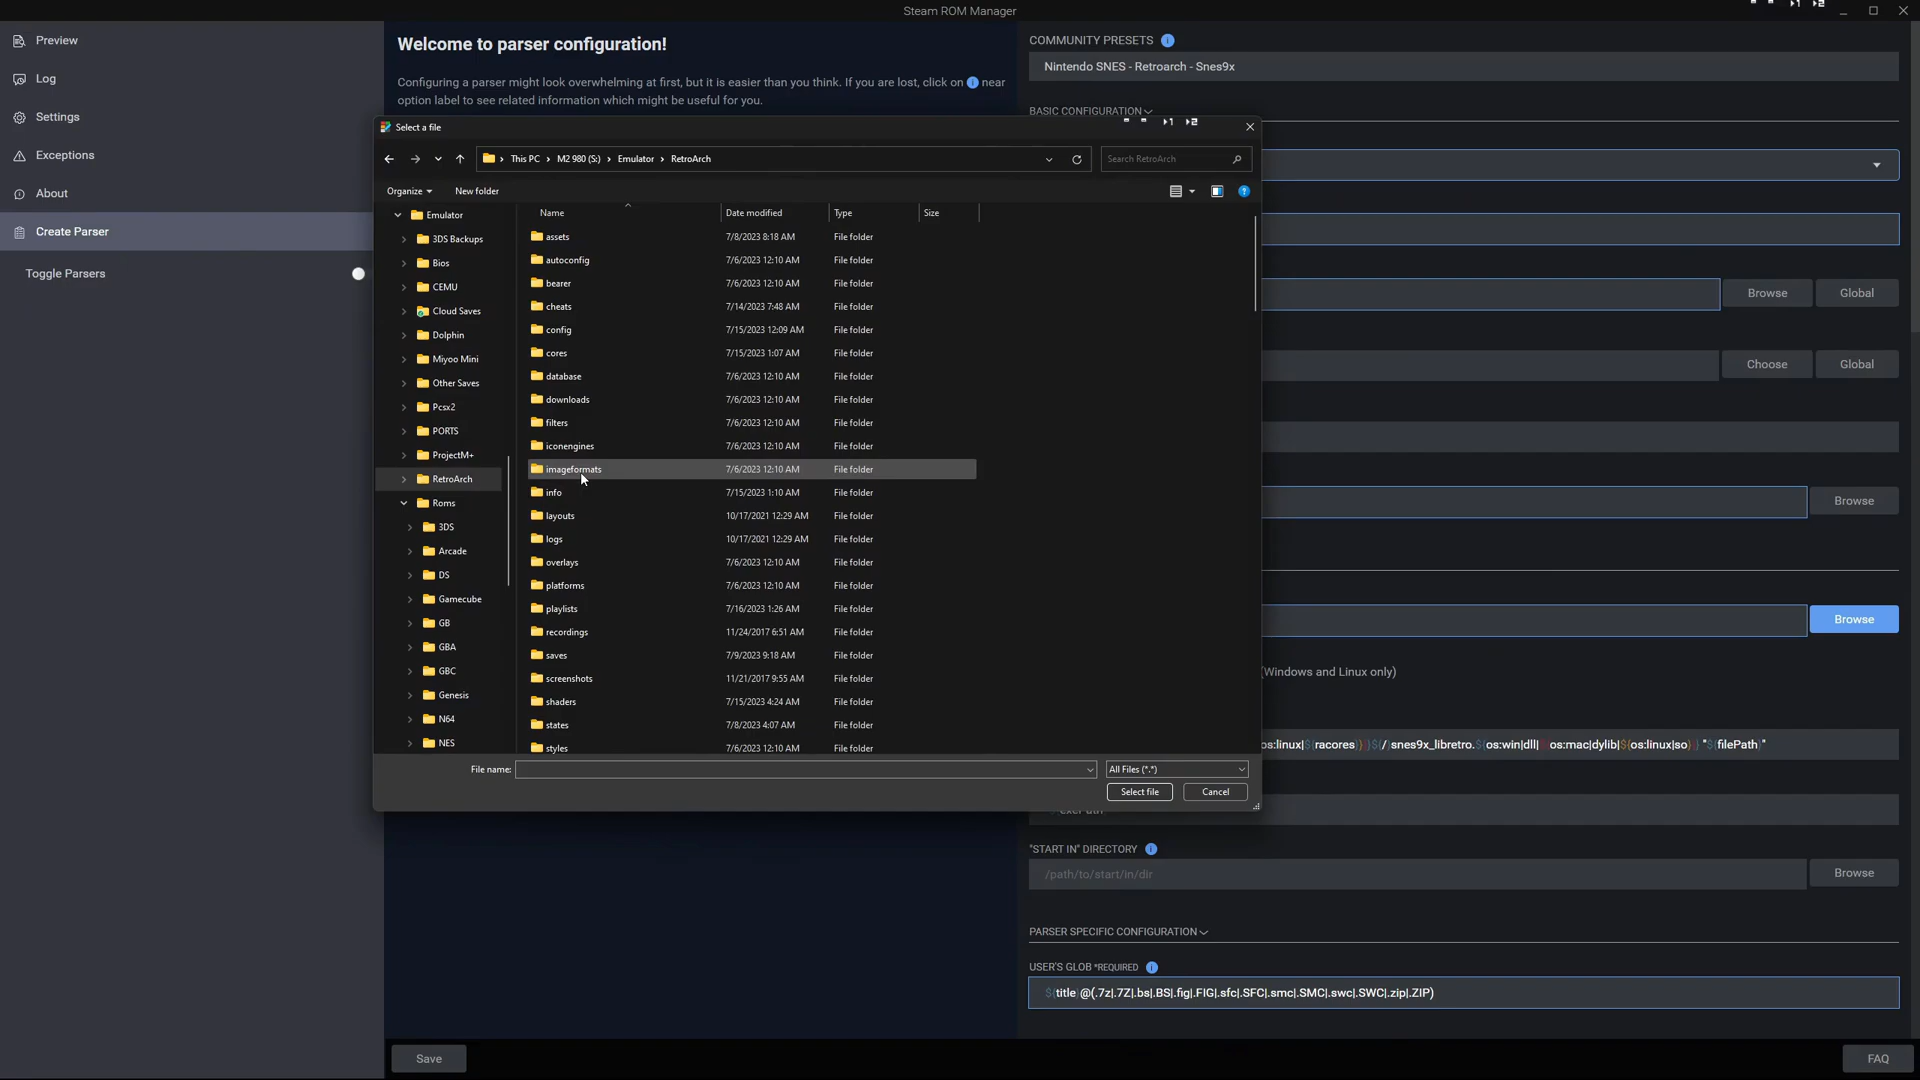 Steam ROM Manager
Preview
Log
Settings
Exceptions
About
Create Parser
Toggle Parsers
Welcome to parser configuration!
Configuring a parser might look overwhelming at first, but it is easier than you think. If you are lost, click on i near
option label to see related information which might be useful for you.
COMMUNITY PRESETS i
Nintendo SNES - Retroarch - Snes9x
BASIC CONFIGURATION
Select a file
This PC › M2 980 (S:) › Emulator › RetroArch
Search RetroArch
Organize
New folder
Name Date modified Type Size
Emulator
3DS Backups
Bios
CEMU
Cloud Saves
Dolphin
Miyoo Mini
Other Saves
Pcsx2
PORTS
ProjectM+
RetroArch
Roms
3DS
Arcade
DS
Gamecube
GB
GBA
GBC
Genesis
N64
NES
assets 7/8/2023 8:18 AM File folder
autoconfig 7/6/2023 12:10 AM File folder
bearer 7/6/2023 12:10 AM File folder
cheats 7/14/2023 7:48 AM File folder
config 7/15/2023 12:09 AM File folder
cores 7/15/2023 1:07 AM File folder
database 7/6/2023 12:10 AM File folder
downloads 7/6/2023 12:10 AM File folder
filters 7/6/2023 12:10 AM File folder
iconengines 7/6/2023 12:10 AM File folder
imageformats 7/6/2023 12:10 AM File folder
info 7/15/2023 1:10 AM File folder
layouts 10/17/2021 12:29 AM File folder
logs 10/17/2021 12:29 AM File folder
overlays 7/6/2023 12:10 AM File folder
platforms 7/6/2023 12:10 AM File folder
playlists 7/16/2023 1:26 AM File folder
recordings 11/24/2017 6:51 AM File folder
saves 7/9/2023 9:18 AM File folder
screenshots 11/21/2017 9:55 AM File folder
shaders 7/15/2023 4:24 AM File folder
states 7/8/2023 4:07 AM File folder
styles 7/6/2023 12:10 AM File folder
File name:
All Files (*.*)
Select file
Cancel
Browse
Global
Choose
Global
Browse
Browse
(Windows and Linux only)
os:linux|${racores}|}${/}snes9x_libretro.${os:win|dll|${os:mac|dylib|${os:linux|so}|} "${filePath}"
"START IN" DIRECTORY i
/path/to/start/in/dir
Browse
PARSER SPECIFIC CONFIGURATION
USER'S GLOB *REQUIRED i
${title}@(.7z|.7Z|.bs|.BS|.fig|.FIG|.sfc|.SFC|.smc|.SMC|.swc|.SWC|.zip|.ZIP)
Save
FAQ